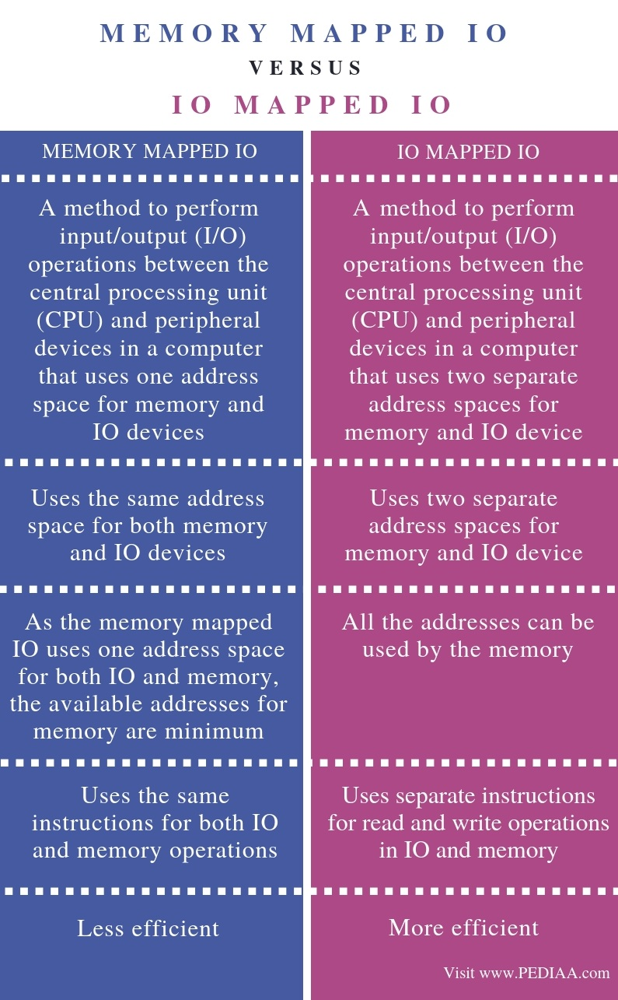 MEMORY MAPPED IO
VERSUS
IO MAPPED IO
MEMORY MAPPED IO
A method to perform
input/output (I/O)
operations between the
central processing unit
(CPU) and peripheral
devices in a computer
that uses one address
space for memory and
IO devices
Uses the same address
space for both memory
and IO devices
As the memory mapped
IO uses one address space
for both IO and memory,
the available addresses for
memory are minimum
Uses the same
instructions for both IO
and memory operations
Less efficient
IO MAPPED IO
A method to perform
input/output (I/O)
operations between the
central processing unit
(CPU) and peripheral
devices in a computer
that uses two separate
address spaces for
memory and IO device
Uses two separate
address spaces for
memory and IO device
All the addresses can be
used by the memory
Uses separate instructions
for read and write operations
in IO and memory
More efficient
Visit www.PEDIAA.com